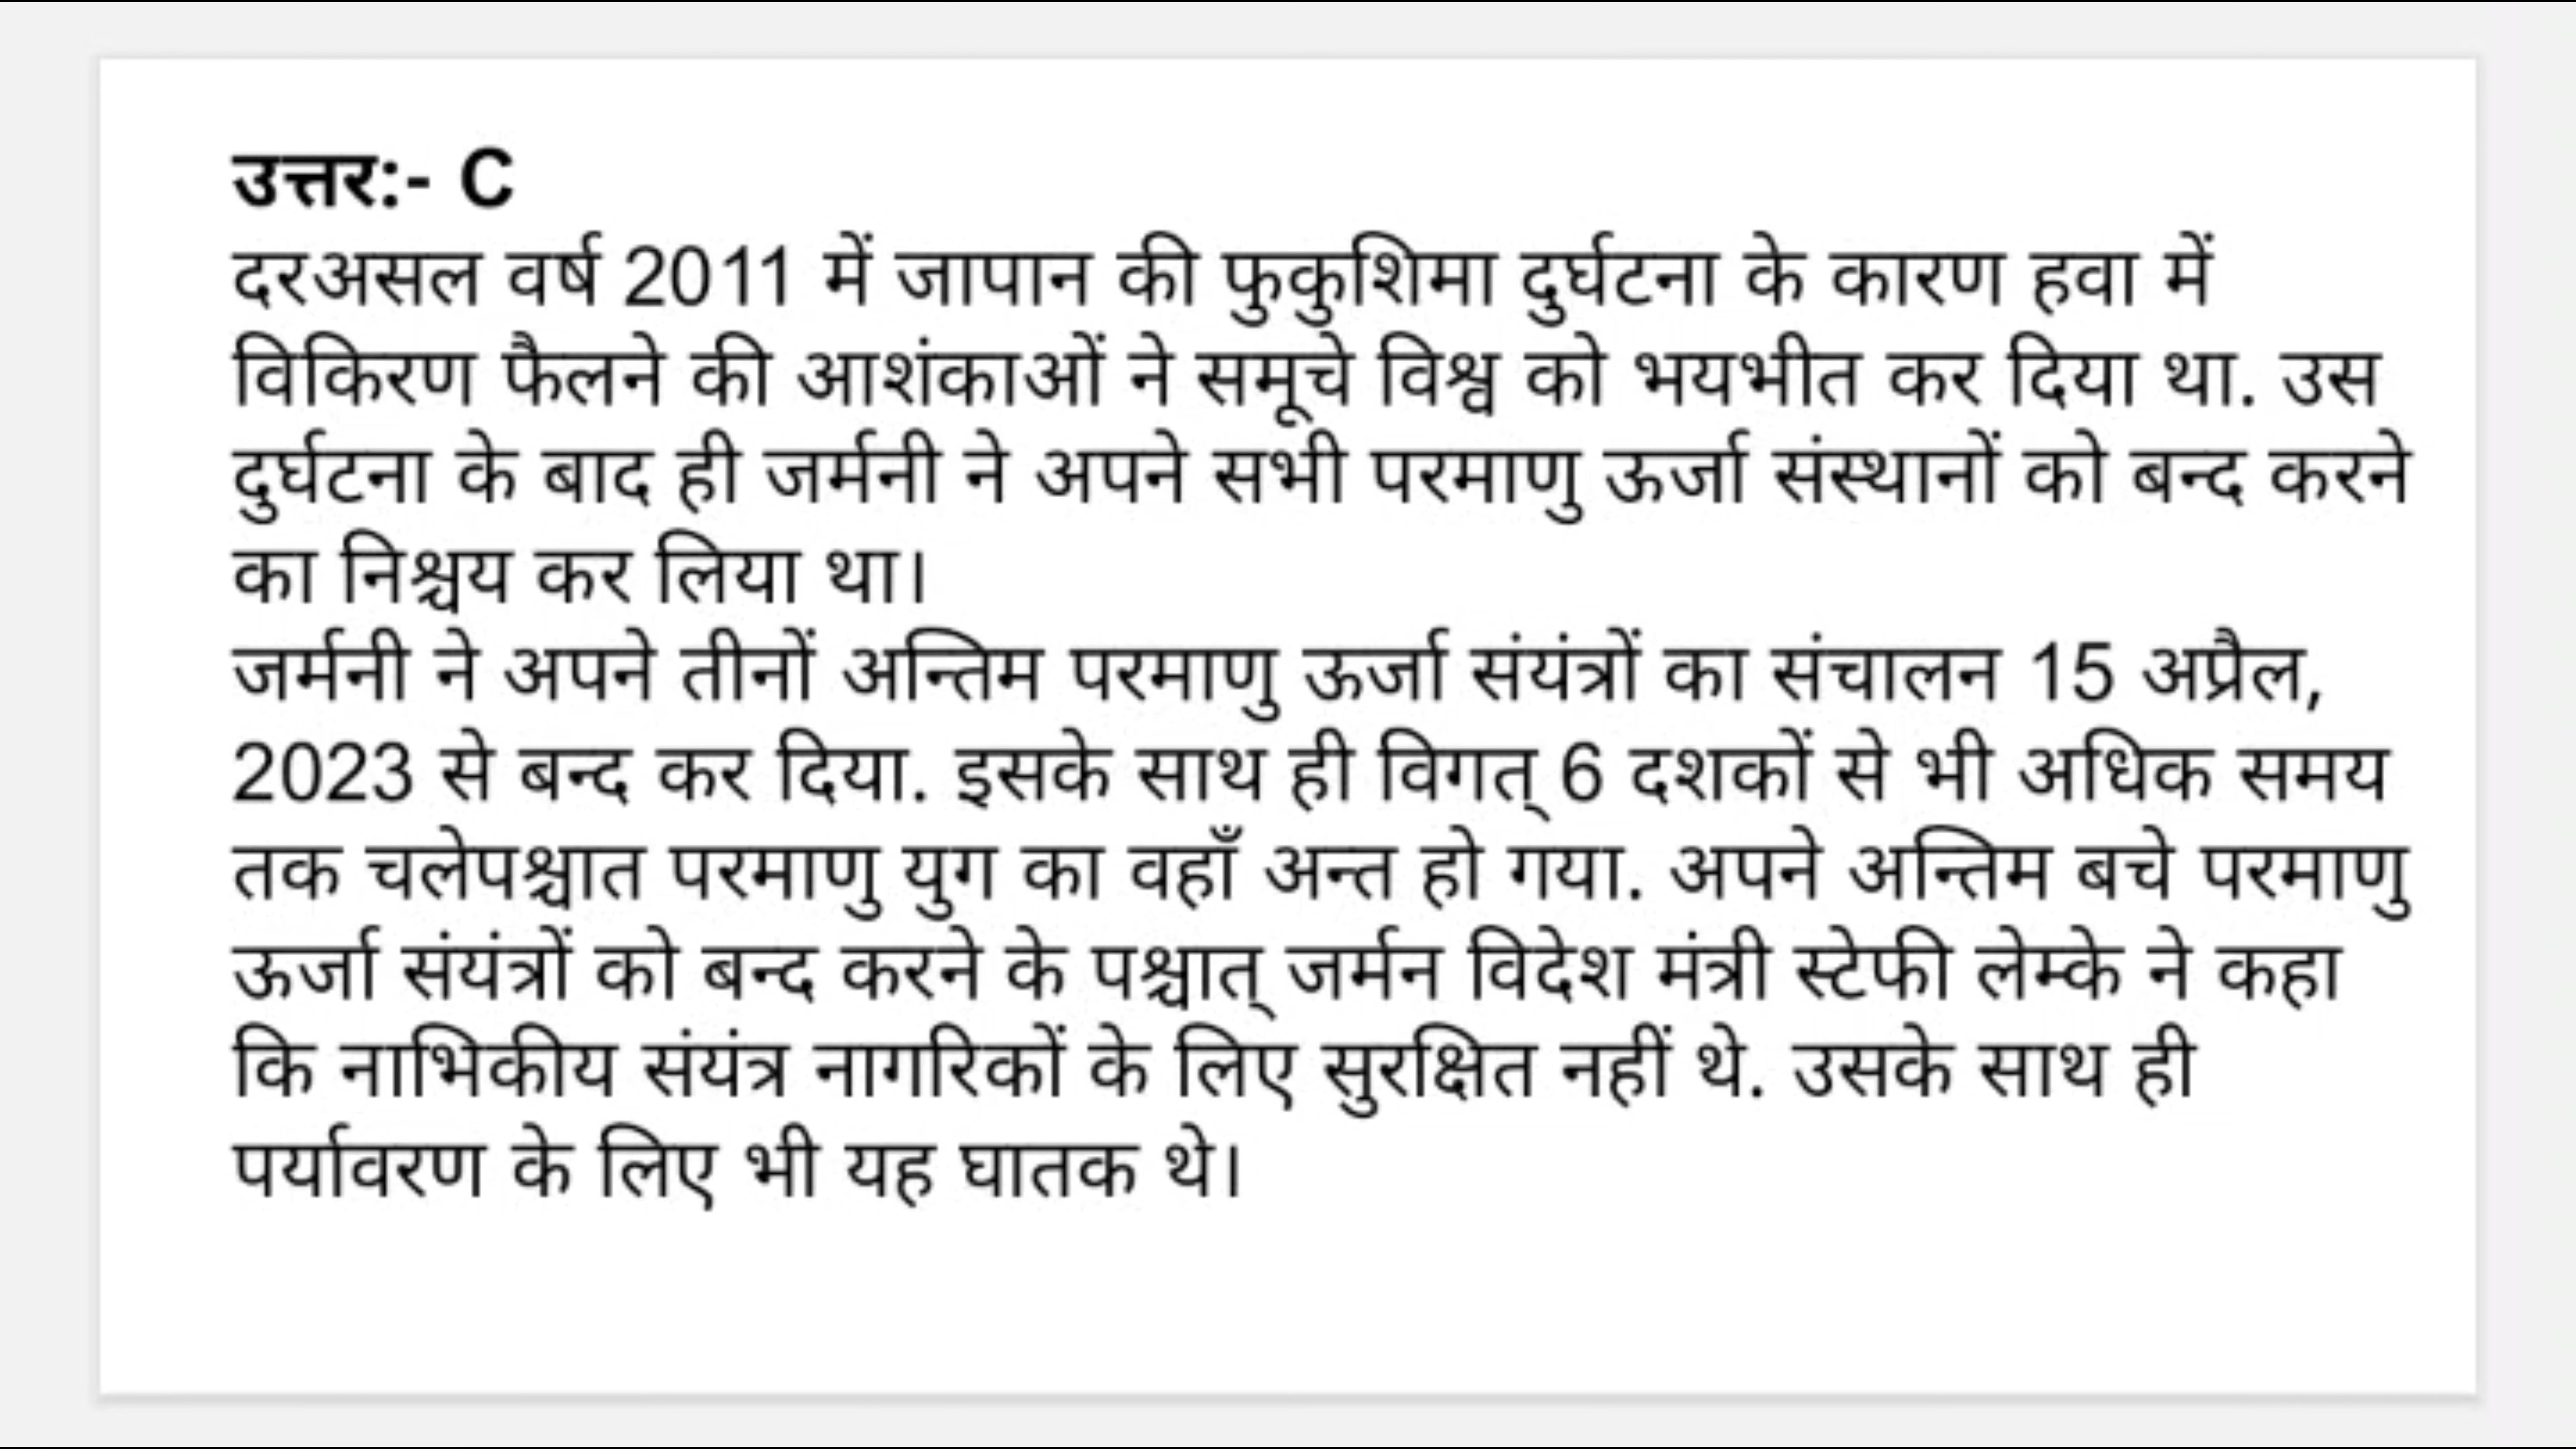 उत्तर:- C
दरअसल वर्ष 2011 में जापान की फुकुशिमा दुर्घटना के कारण हवा में
विकिरण फैलने की आशंकाओं ने समूचे विश्व को भयभीत कर दिया था. उस
दुर्घटना के बाद ही जर्मनी ने अपने सभी परमाणु ऊर्जा संस्थानों को बन्द करने
का निश्चय कर लिया था।
जर्मनी ने अपने तीनों अन्तिम परमाणु ऊर्जा संयंत्रों का संचालन 15 अप्रैल,
2023 से बन्द कर दिया. इसके साथ ही विगत् 6 दशकों से भी अधिक समय
तक चलेपश्चात परमाणु युग का वहाँ अन्त हो गया. अपने अन्तिम बचे परमाणु
ऊर्जा संयंत्रों को बन्द करने के पश्चात् जर्मन विदेश मंत्री स्टेफी लेम्के ने कहा
कि नाभिकीय संयंत्र नागरिकों के लिए सुरक्षित नहीं थे. उसके साथ ही
पर्यावरण के लिए भी यह घातक थे।